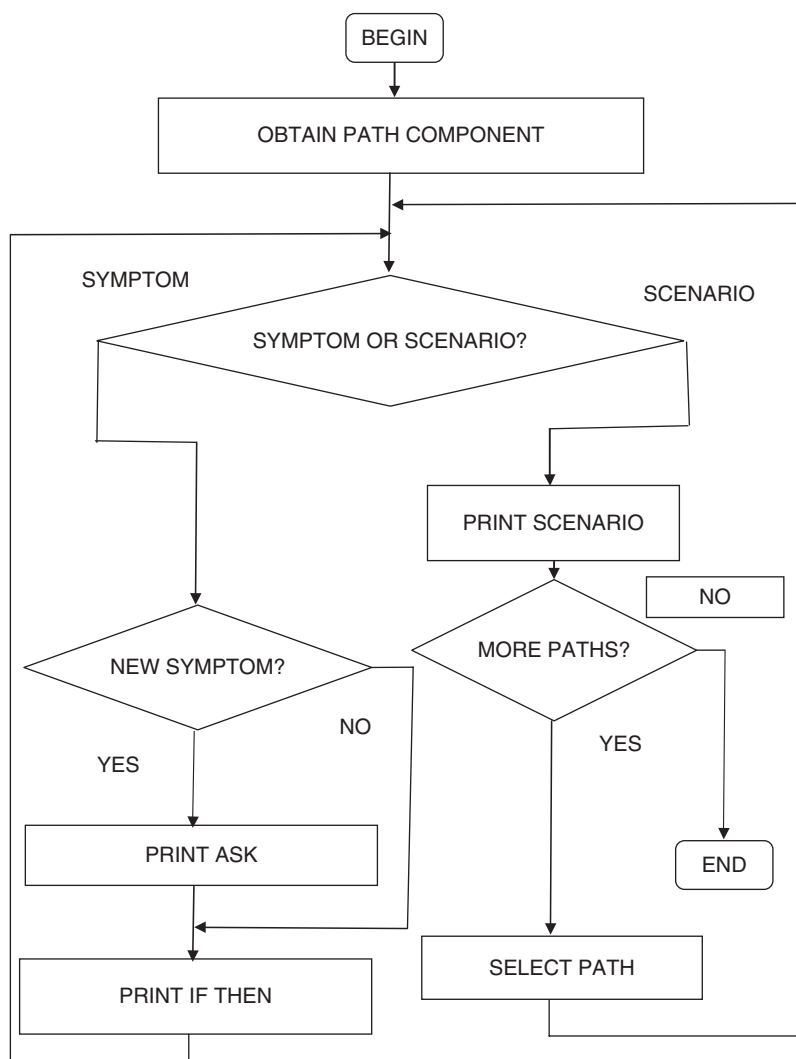 BEGIN
OBTAIN PATH COMPONENT
SYMPTOM
SCENARIO
SYMPTOM OR SCENARIO?
PRINT SCENARIO
NO
NEW SYMPTOM?
MORE PATHS?
NO
YES
YES
PRINT ASK
END
SELECT PATH
PRINT IF THEN